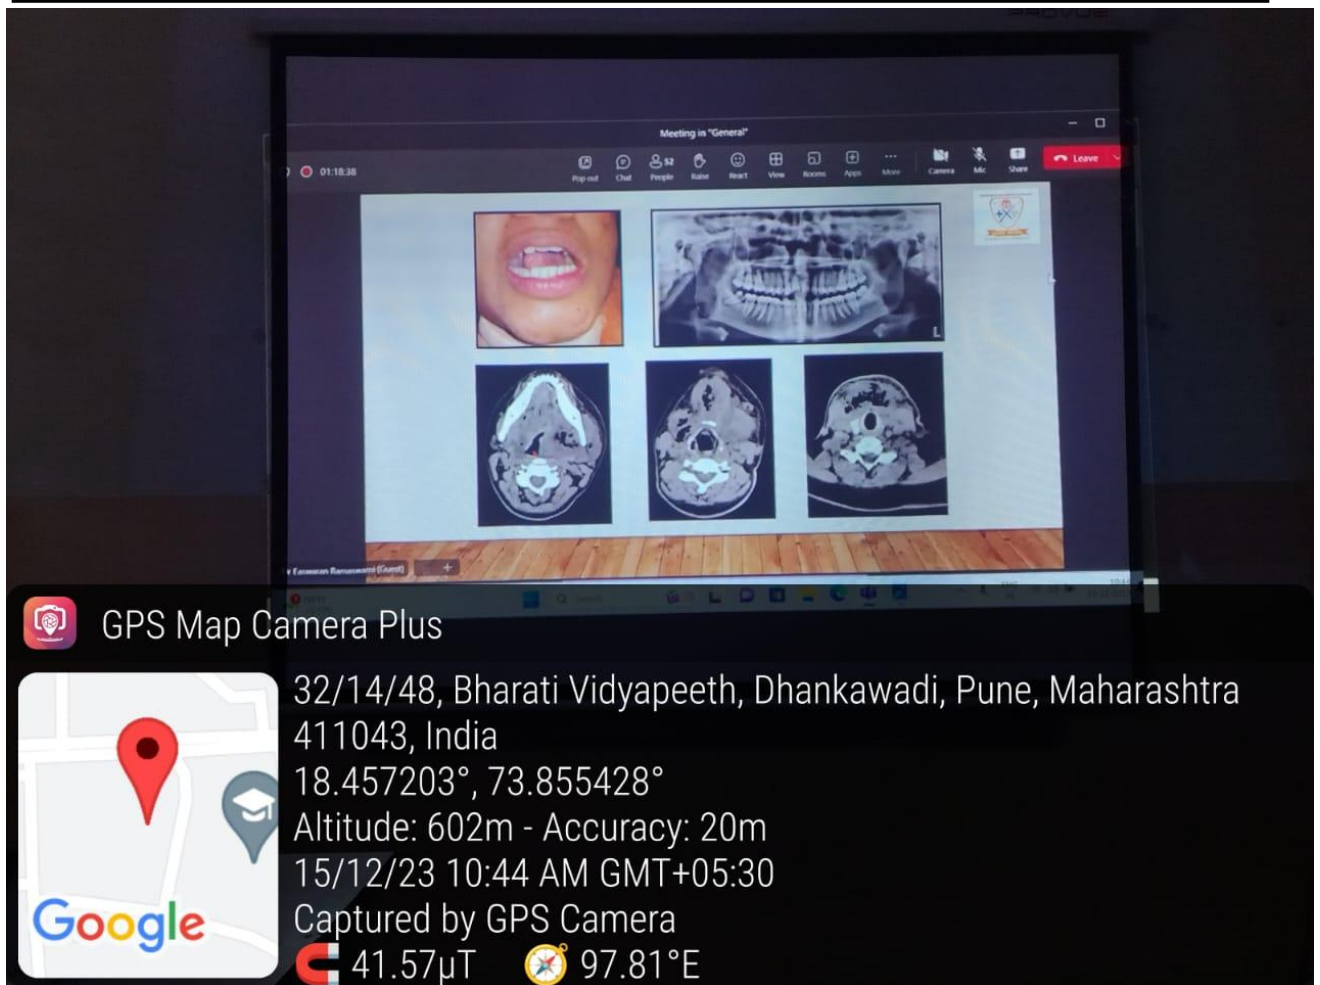 Meeting in "General"
01:18:38
52
Pop-out Chat People Raise React View Rooms Apps More Camera Mic Share Leave
L
Ramaswami (Guest)
GPS Map Camera Plus
32/14/48, Bharati Vidyapeeth, Dhankawadi, Pune, Maharashtra
411043, India
18.457203°, 73.855428°
Altitude: 602m - Accuracy: 20m
15/12/23 10:44 AM GMT+05:30
Captured by GPS Camera
Google
41.57µT 97.81°E